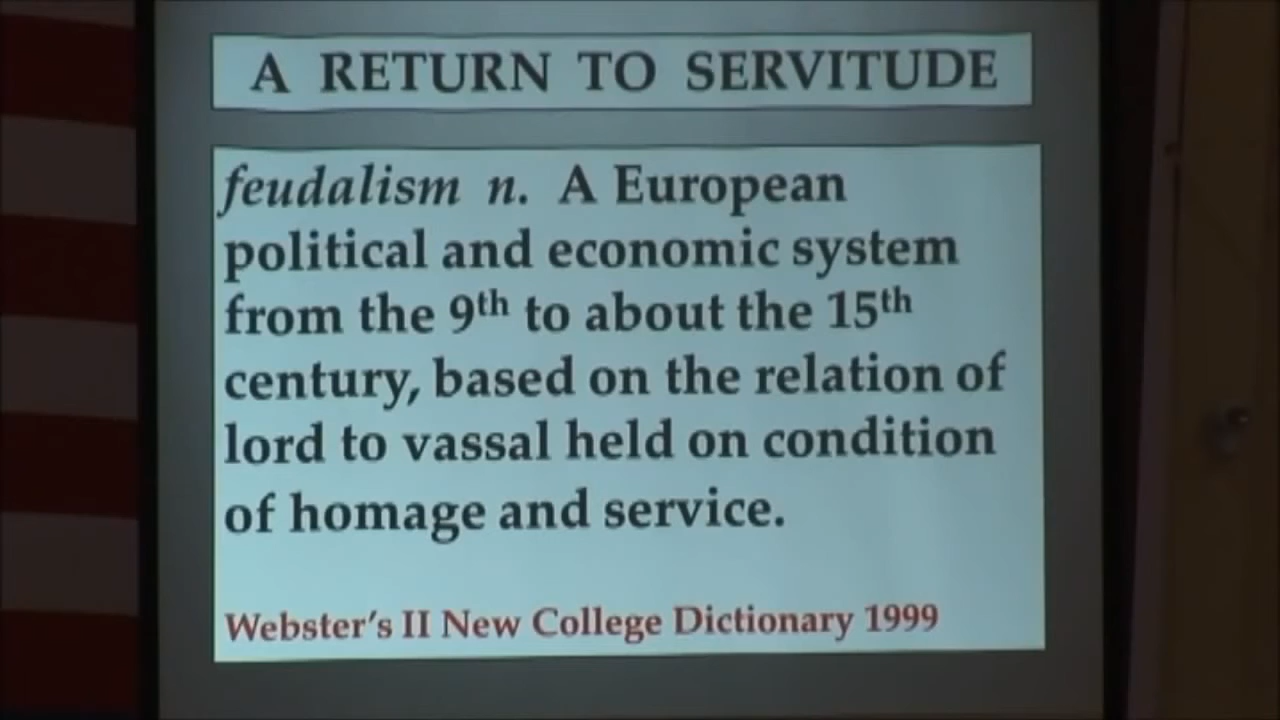 A RETURN TO SERVITUDE
feudalism n. A European
political and economic system
from the 9th to about the 15th
century, based on the relation of
lord to vassal held on condition
of homage and service.
Webster's II New College Dictionary 1999